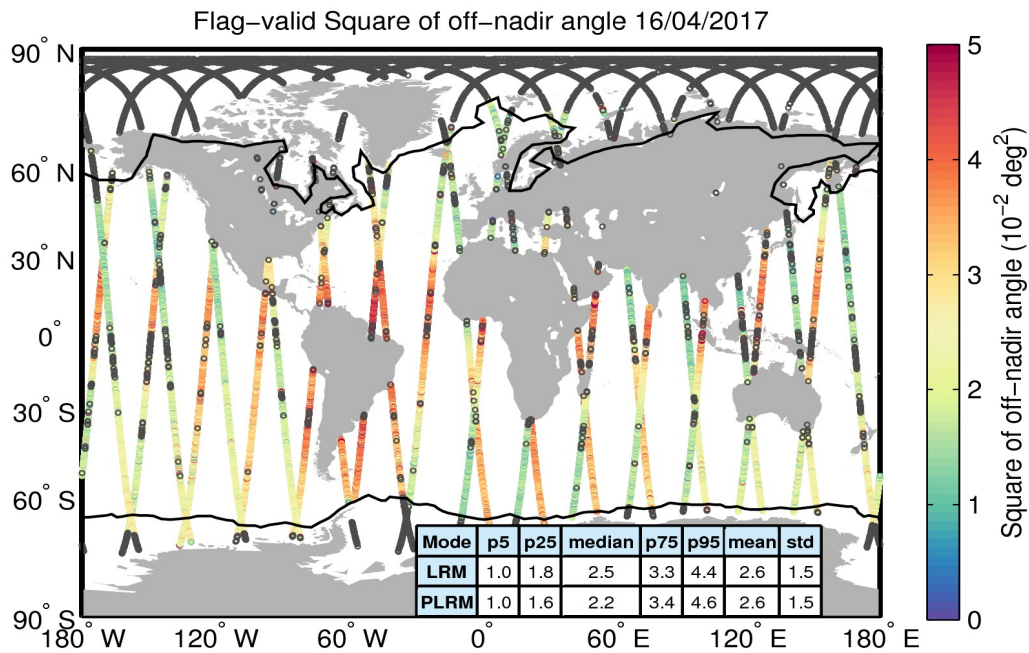 Flag−valid Square of off−nadir angle 16/04/2017
90° N
60° N
30° N
0°
30° S
60° S
90° S
180° W
120° W
60° W
0°
60° E
120° E
180° E
Mode p5 p25 median p75 p95 mean std
LRM 1.0 1.8 2.5 3.3 4.4 2.6 1.5
PLRM 1.0 1.6 2.2 3.4 4.6 2.6 1.5
5
4
3
2
1
0
Square of off−nadir angle (10⁻² deg²)